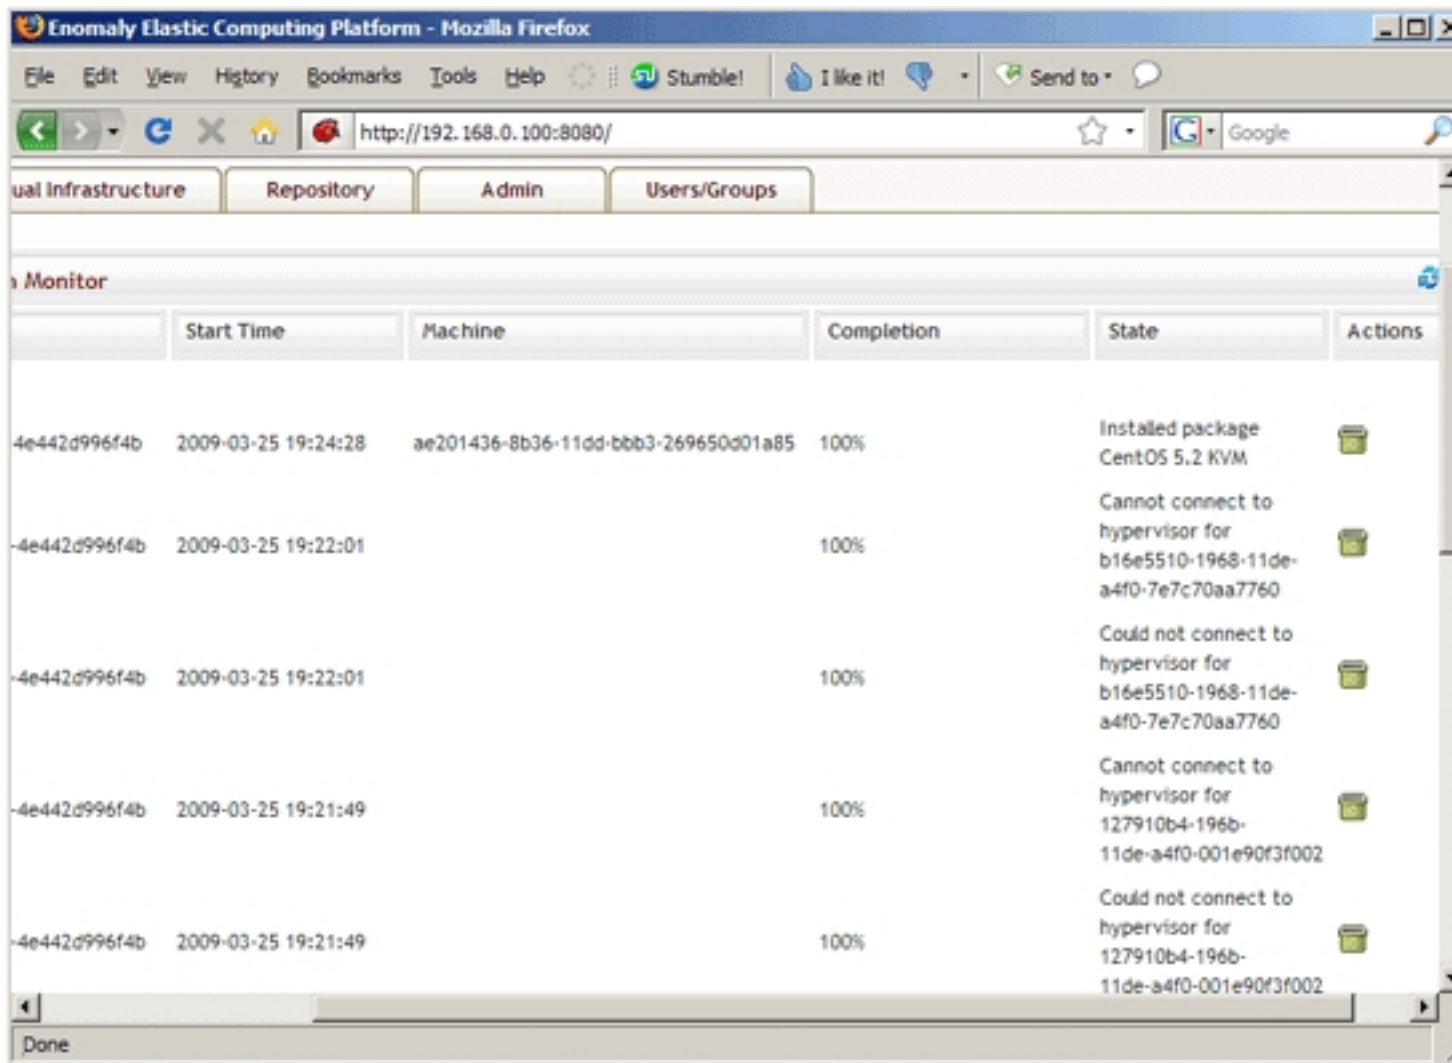 Enomaly Elastic Computing Platform - Mozilla Firefox
File Edit View History Bookmarks Tools Help Stumble! I like it! Send to
http://192.168.0.100:8080/ Google
ual Infrastructure Repository Admin Users/Groups
Monitor
Start Time Machine Completion State Actions
4e442d996f4b 2009-03-25 19:24:28 ae201436-8b36-11dd-bbb3-269650d01a85 100% Installed package
CentOS 5.2 KVM
-4e442d996f4b 2009-03-25 19:22:01 100% Cannot connect to
hypervisor for
b16e5510-1968-11de-
a4f0-7e7c70aa7760
-4e442d996f4b 2009-03-25 19:22:01 100% Could not connect to
hypervisor for
b16e5510-1968-11de-
a4f0-7e7c70aa7760
-4e442d996f4b 2009-03-25 19:21:49 100% Cannot connect to
hypervisor for
127910b4-196b-
11de-a4f0-001e90f3f002
-4e442d996f4b 2009-03-25 19:21:49 100% Could not connect to
hypervisor for
127910b4-196b-
11de-a4f0-001e90f3f002
Done